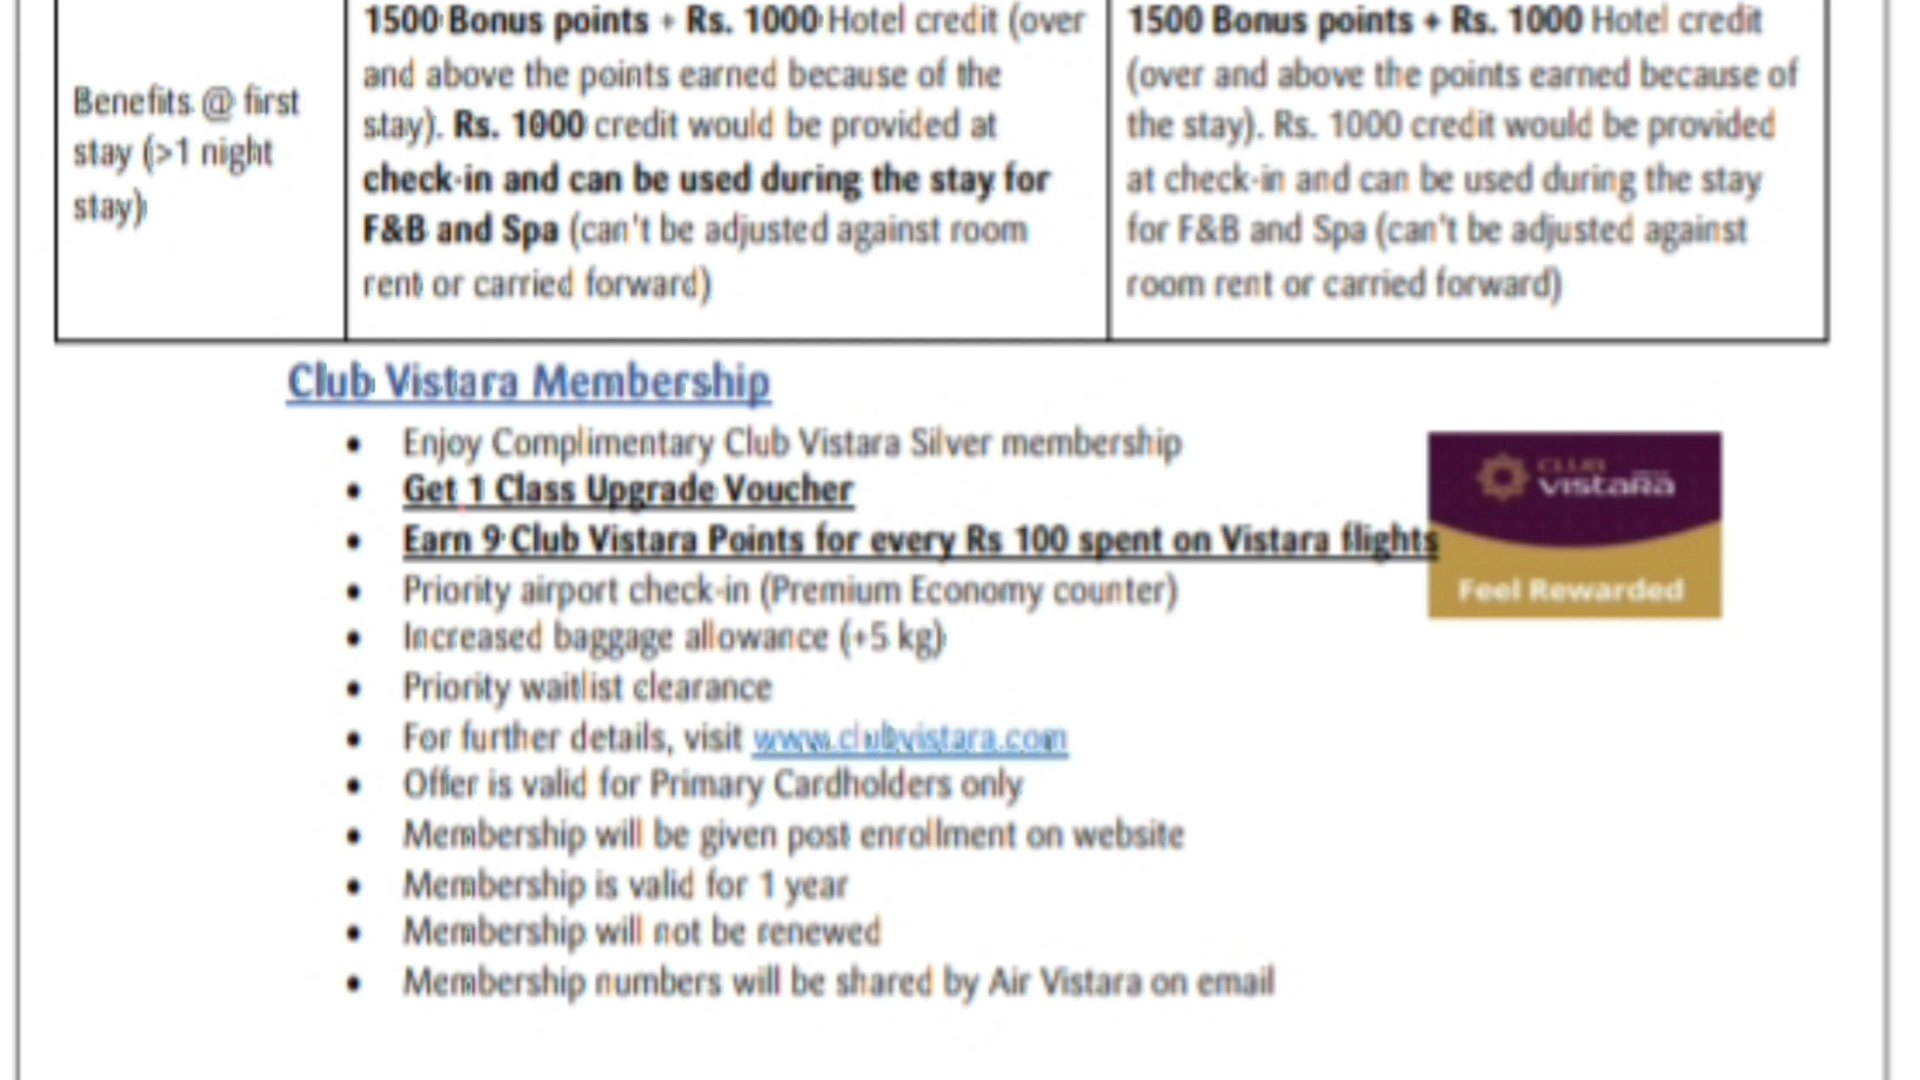 Benefits @ first
stay (>1 night
stay)
1500 Bonus points + Rs. 1000 Hotel credit (over
and above the points earned because of the
stay). Rs. 1000 credit would be provided at
check-in and can be used during the stay for
F&B and Spa (can't be adjusted against room
rent or carried forward)
1500 Bonus points + Rs. 1000 Hotel credit
(over and above the points earned because of
the stay). Rs. 1000 credit would be provided
at check-in and can be used during the stay
for F&B and Spa (can't be adjusted against
room rent or carried forward)
Club Vistara Membership
• Enjoy Complimentary Club Vistara Silver membership
• Get 1 Class Upgrade Voucher
• Earn 9 Club Vistara Points for every Rs 100 spent on Vistara flights
• Priority airport check-in (Premium Economy counter)
• Increased baggage allowance (+5 kg)
• Priority waitlist clearance
• For further details, visit www.clubvistara.com
• Offer is valid for Primary Cardholders only
• Membership will be given post enrollment on website
• Membership is valid for 1 year
• Membership will not be renewed
• Membership numbers will be shared by Air Vistara on email
CLUB
vistara
Feel Rewarded